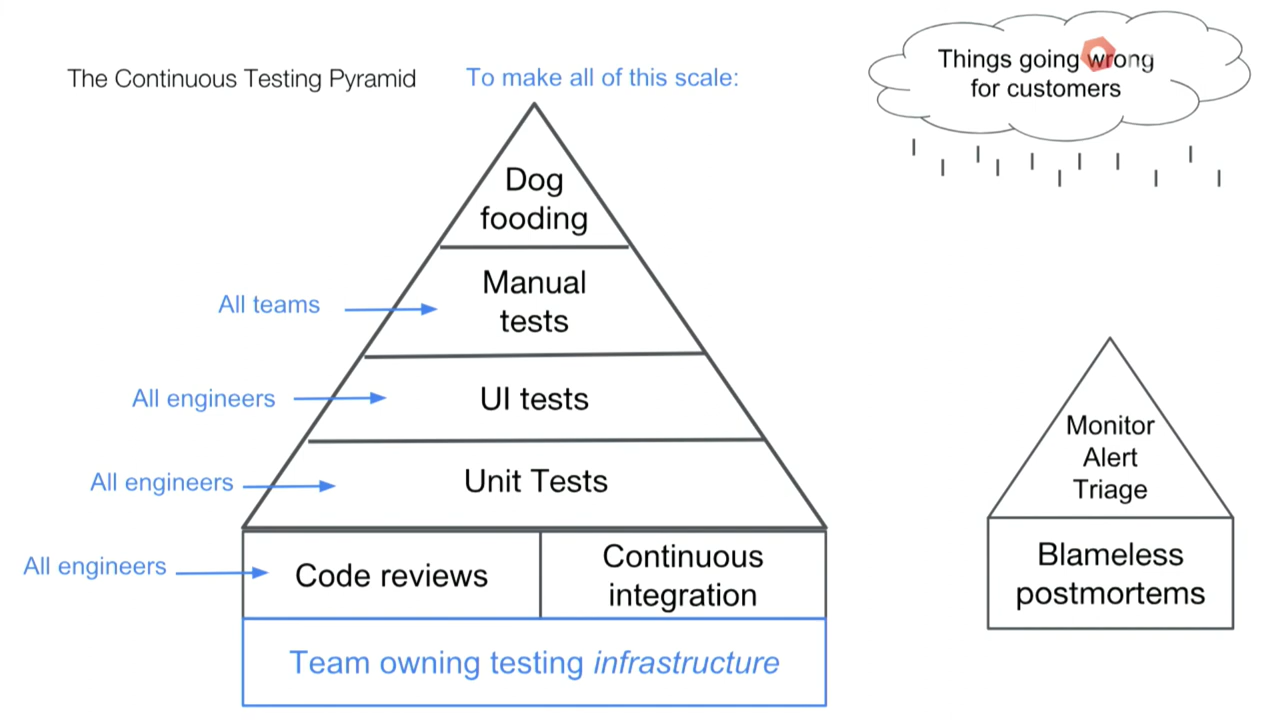 The Continuous Testing Pyramid
To make all of this scale:
Things going wrong
for customers
Dog
fooding
All teams
Manual
tests
All engineers
UI tests
All engineers
Unit Tests
All engineers
Code reviews
Continuous
integration
Team owning testing infrastructure
Monitor
Alert
Triage
Blameless
postmortems